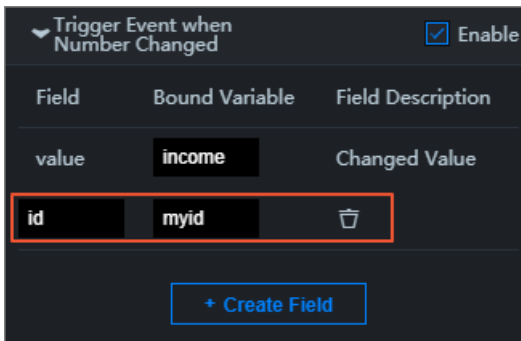 Trigger Event when
Number Changed
Enable
Field Bound Variable Field Description
value income Changed Value
id myid
+ Create Field